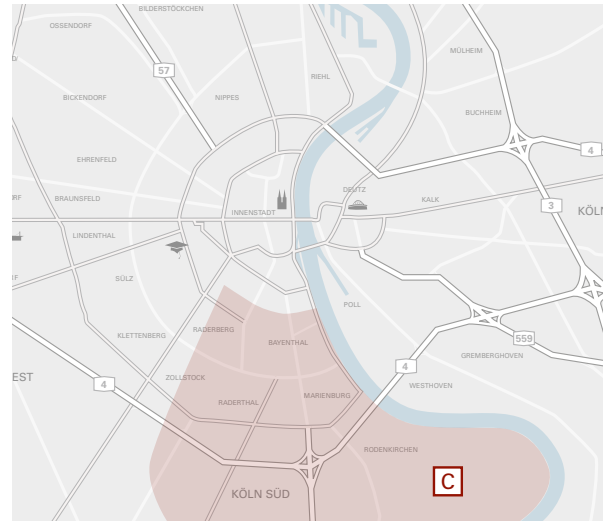 BILDERSTÖCKCHEN
OSSENDORF
57
RIEHL
MÜLHEIM
BICKENDORF
NIPPES
BUCHHEIM
4
EHRENFELD
DEUTZ
BRAUNSFELD
KALK
3
INNENSTADT
KÖLN
LINDENTHAL
SÜLZ
POLL
RADERBERG
KLETTENBERG
BAYENTHAL
559
GREMBERGHOVEN
4
EST
ZOLLSTOCK
4
WESTHOVEN
RADERTHAL
MARIENBURG
RODENKIRCHEN
C
KÖLN SÜD